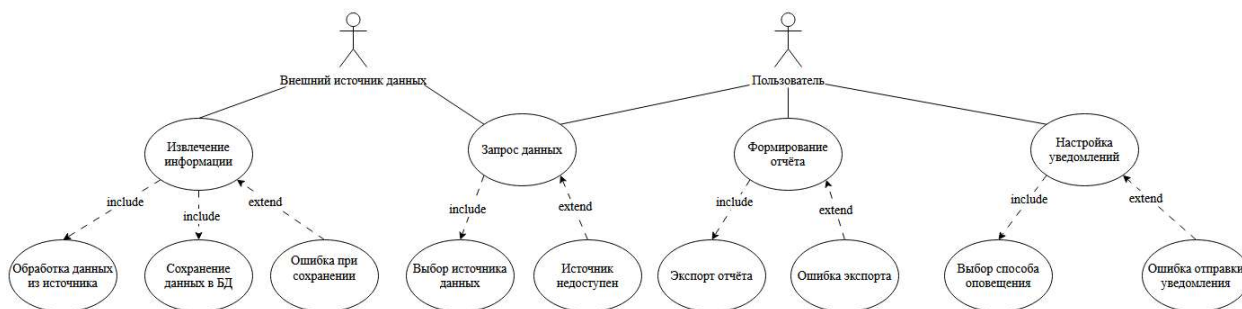 Внешний источник данных
Пользователь
Извлечение
информации
Запрос данных
Формирование
отчёта
Настройка
уведомлений
include
include
extend
include
extend
include
extend
include
extend
Обработка данных
из источника
Сохранение
данных в БД
Ошибка при
сохранении
Выбор источника
данных
Источник
недоступен
Экспорт отчёта
Ошибка экспорта
Выбор способа
оповещения
Ошибка отправки
уведомления